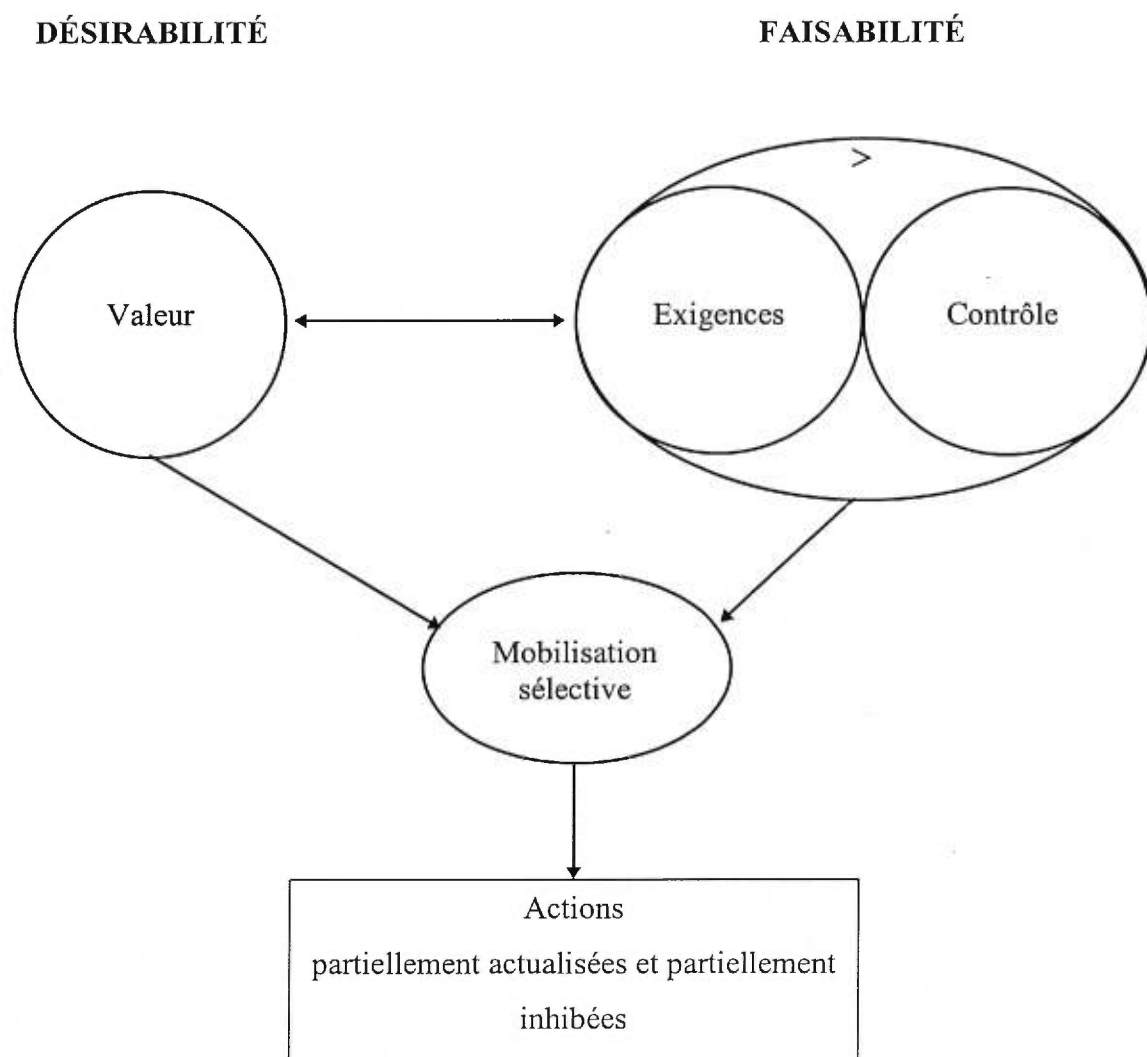 DÉSIRABILITÉ
FAISABILITÉ
>
Valeur
Exigences
Contrôle
Mobilisation
sélective
Actions
partiellement actualisées et partiellement
inhibées